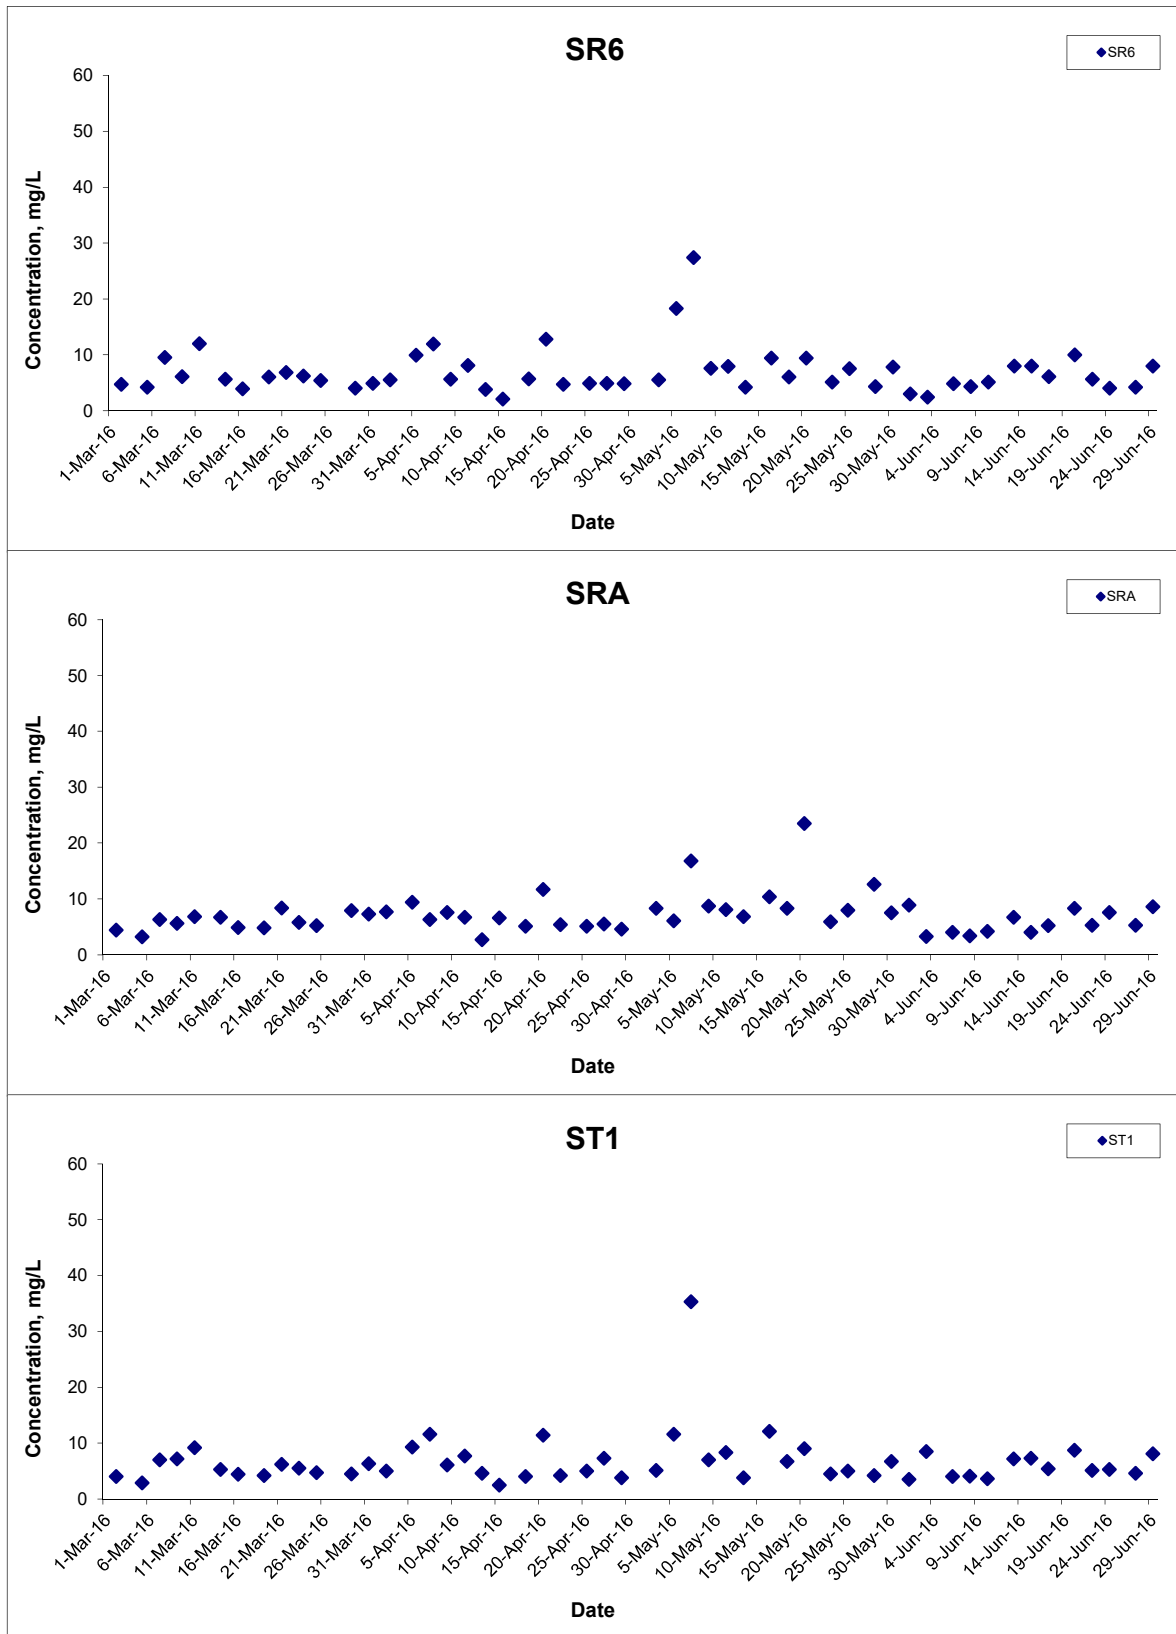 SR6
SR6
60
50
40
30
20
10
0
Concentration, mg/L
1-Mar-16
6-Mar-16
11-Mar-16
16-Mar-16
21-Mar-16
26-Mar-16
31-Mar-16
5-Apr-16
10-Apr-16
15-Apr-16
20-Apr-16
25-Apr-16
30-Apr-16
5-May-16
10-May-16
15-May-16
20-May-16
25-May-16
30-May-16
4-Jun-16
9-Jun-16
14-Jun-16
19-Jun-16
24-Jun-16
29-Jun-16
Date
SRA
SRA
60
50
40
30
20
10
0
Concentration, mg/L
1-Mar-16
6-Mar-16
11-Mar-16
16-Mar-16
21-Mar-16
26-Mar-16
31-Mar-16
5-Apr-16
10-Apr-16
15-Apr-16
20-Apr-16
25-Apr-16
30-Apr-16
5-May-16
10-May-16
15-May-16
20-May-16
25-May-16
30-May-16
4-Jun-16
9-Jun-16
14-Jun-16
19-Jun-16
24-Jun-16
29-Jun-16
Date
ST1
ST1
60
50
40
30
20
10
0
Concentration, mg/L
1-Mar-16
6-Mar-16
11-Mar-16
16-Mar-16
21-Mar-16
26-Mar-16
31-Mar-16
5-Apr-16
10-Apr-16
15-Apr-16
20-Apr-16
25-Apr-16
30-Apr-16
5-May-16
10-May-16
15-May-16
20-May-16
25-May-16
30-May-16
4-Jun-16
9-Jun-16
14-Jun-16
19-Jun-16
24-Jun-16
29-Jun-16
Date